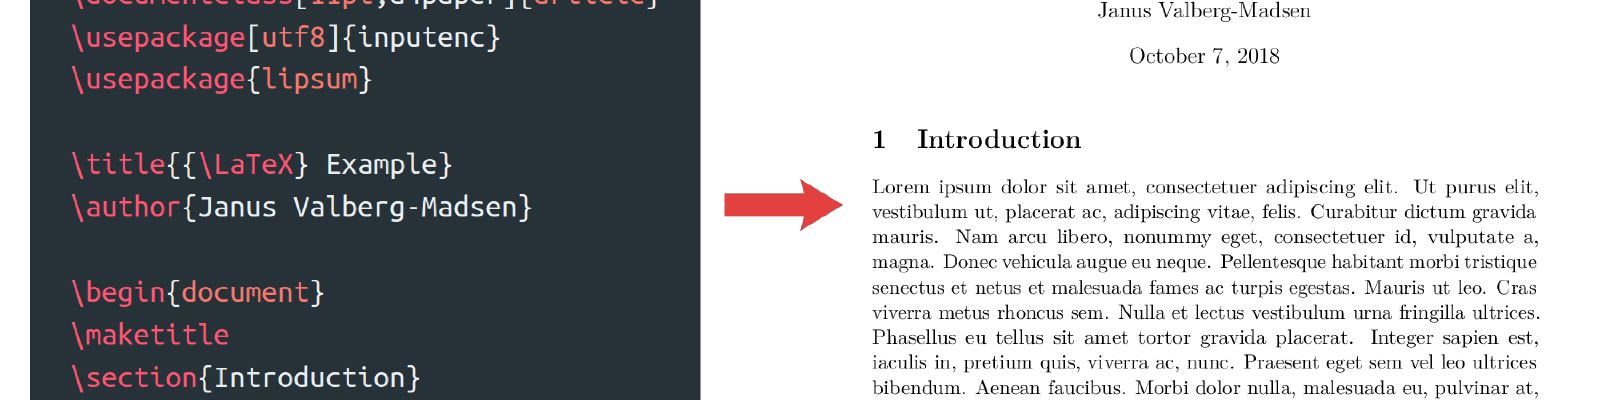 \documentclass[11pt,a4paper]{article}
\usepackage[utf8]{inputenc}
\usepackage{lipsum}
\title{{\LaTeX} Example}
\author{Janus Valberg-Madsen}
\begin{document}
\maketitle
\section{Introduction}
Janus Valberg-Madsen
October 7, 2018
1 Introduction
Lorem ipsum dolor sit amet, consectetuer adipiscing elit. Ut purus elit,
vestibulum ut, placerat ac, adipiscing vitae, felis. Curabitur dictum gravida
mauris. Nam arcu libero, nonummy eget, consectetuer id, vulputate a,
magna. Donec vehicula augue eu neque. Pellentesque habitant morbi tristique
senectus et netus et malesuada fames ac turpis egestas. Mauris ut leo. Cras
viverra metus rhoncus sem. Nulla et lectus vestibulum urna fringilla ultrices.
Phasellus eu tellus sit amet tortor gravida placerat. Integer sapien est,
iaculis in, pretium quis, viverra ac, nunc. Praesent eget sem vel leo ultrices
bibendum. Aenean faucibus. Morbi dolor nulla, malesuada eu, pulvinar at,